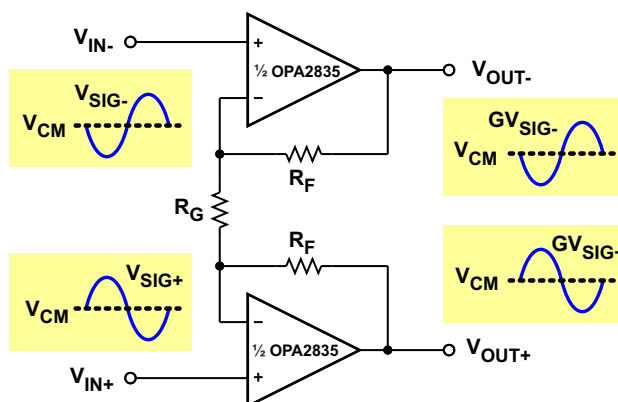 VIN-
+
½ OPA2835
−
VOUT-
VSIG-
VCM
GVSIG-
VCM
RF
RG
RF
VSIG+
VCM
GVSIG+
VCM
−
½ OPA2835
+
VIN+
VOUT+